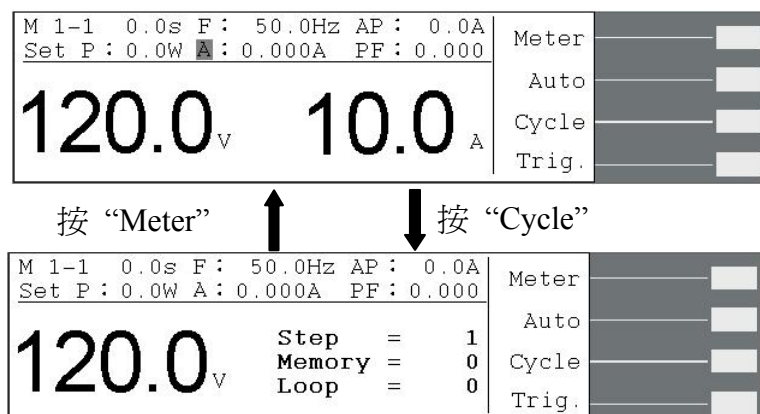 M 1-1 0.0s F: 50.0Hz AP: 0.0A
Set P:0.0W A:0.000A PF:0.000
120.0V 10.0A
Meter
Auto
Cycle
Trig.
按 “Meter” 按 “Cycle”
M 1-1 0.0s F: 50.0Hz AP: 0.0A
Set P:0.0W A:0.000A PF:0.000
120.0V
Step = 1
Memory = 0
Loop = 0
Meter
Auto
Cycle
Trig.